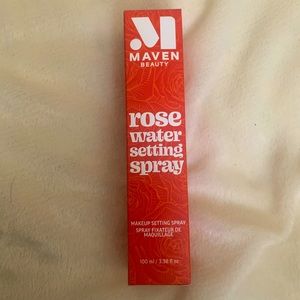 MAVEN
BEAUTY
rose
water
setting
spray
MAKEUP SETTING SPRAY
SPRAY FIXATEUR DE
MAQUILLAGE
100 ml / 3.38 fl oz